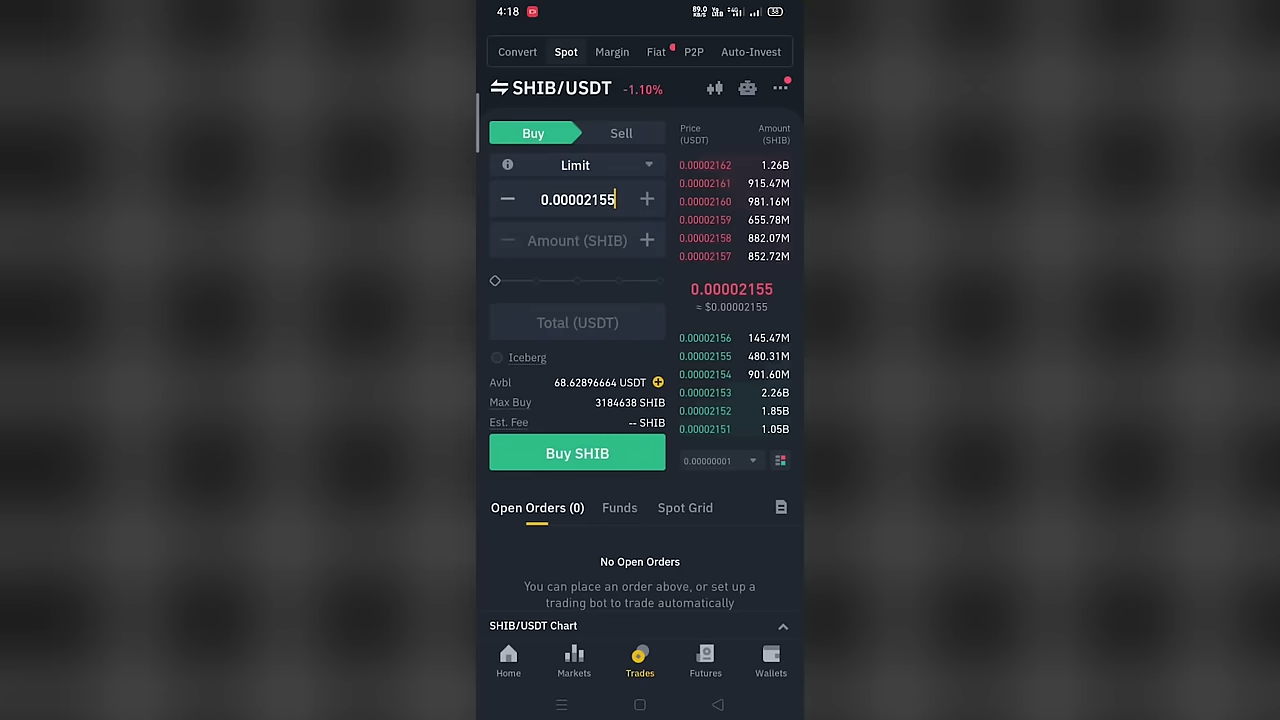 4:18
89.0 KB/S
4G
58
Convert Spot Margin Fiat P2P Auto-Invest
SHIB/USDT -1.10%
Buy Sell
Limit
0.00002155
Amount (SHIB)
Total (USDT)
Iceberg
Avbl 68.62896664 USDT
Max Buy 3184638 SHIB
Est. Fee -- SHIB
Buy SHIB
Price Amount
(USDT) (SHIB)
0.00002162 1.26B
0.00002161 915.47M
0.00002160 981.16M
0.00002159 655.78M
0.00002158 882.07M
0.00002157 852.72M
0.00002155
≈ $0.00002155
0.00002156 145.47M
0.00002155 480.31M
0.00002154 901.60M
0.00002153 2.26B
0.00002152 1.85B
0.00002151 1.05B
0.00000001
Open Orders (0) Funds Spot Grid
No Open Orders
You can place an order above, or set up a
trading bot to trade automatically
SHIB/USDT Chart
Home Markets Trades Futures Wallets